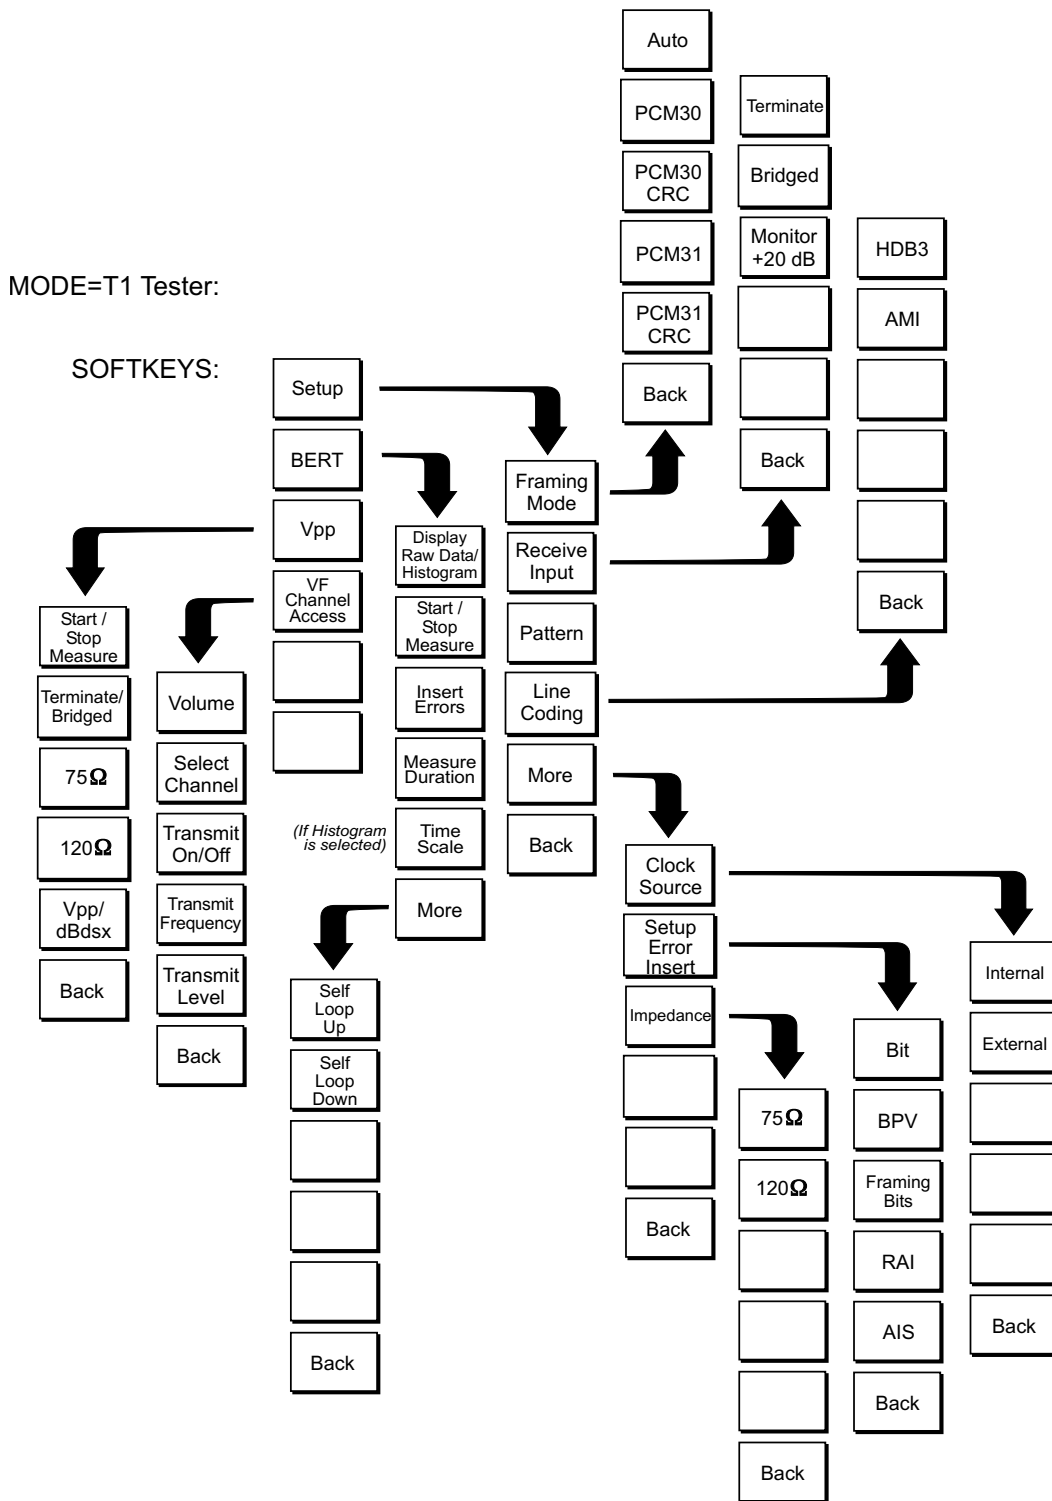 MODE=T1 Tester:
SOFTKEYS:
Setup
BERT
Vpp
VF
Channel
Access
Start /
Stop
Measure
Terminate/
Bridged
75Ω
120Ω
Vpp/
dBdsx
Back
Volume
Select
Channel
Transmit
On/Off
Transmit
Frequency
Transmit
Level
Back
Display
Raw Data/
Histogram
Start /
Stop
Measure
Insert
Errors
Measure
Duration
(If Histogram
is selected)
Time
Scale
More
Self
Loop
Up
Self
Loop
Down
Back
Framing
Mode
Receive
Input
Pattern
Line
Coding
More
Back
Auto
PCM30
PCM30
CRC
PCM31
PCM31
CRC
Back
Terminate
Bridged
Monitor
+20 dB
Back
HDB3
AMI
Back
Clock
Source
Setup
Error
Insert
Impedance
Back
75Ω
120Ω
Back
Bit
BPV
Framing
Bits
RAI
AIS
Back
Internal
External
Back